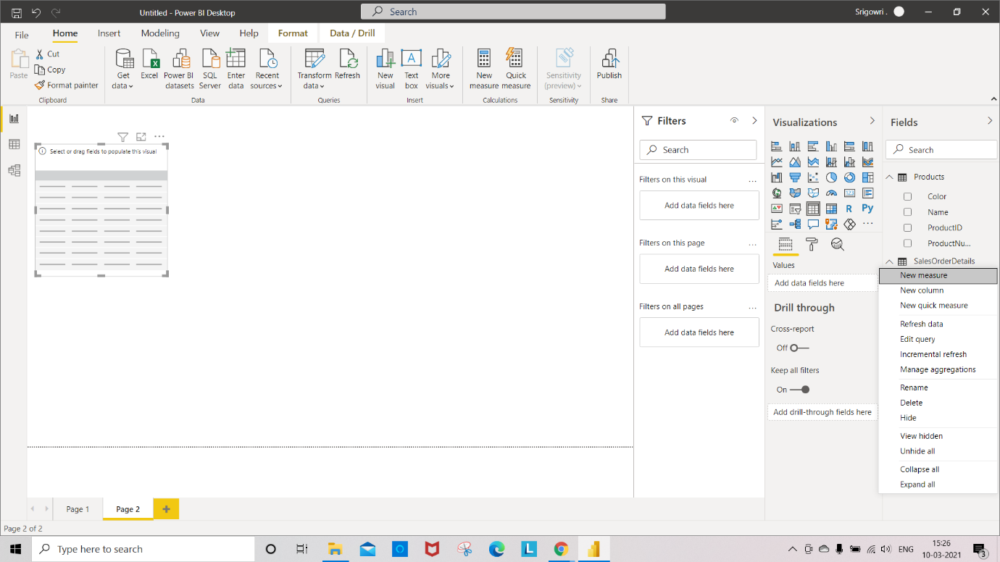 Untitled - Power BI Desktop
Search
Srigowri .
File
Home
Insert
Modeling
View
Help
Format
Data / Drill
Paste
Cut
Copy
Format painter
Clipboard
Get data
Excel
Power BI datasets
SQL Server
Enter data
Recent sources
Data
Transform data
Refresh
Queries
New visual
Text box
More visuals
Insert
New measure
Quick measure
Calculations
Sensitivity (preview)
Sensitivity
Publish
Share
Select or drag fields to populate this visual
Filters
Search
Filters on this visual
Add data fields here
Filters on this page
Add data fields here
Filters on all pages
Add data fields here
Visualizations
R
Py
Values
Add data fields here
Drill through
Cross-report
Off
Keep all filters
On
Add drill-through fields here
Fields
Search
Products
Color
Name
ProductID
ProductNu...
SalesOrderDetails
New measure
New column
New quick measure
Refresh data
Edit query
Incremental refresh
Manage aggregations
Rename
Delete
Hide
View hidden
Unhide all
Collapse all
Expand all
Page 1
Page 2
Page 2 of 2
Type here to search
ENG
15:26
10-03-2021
3